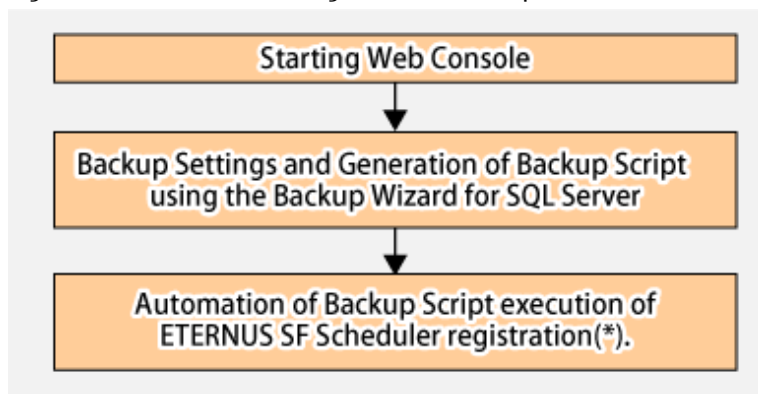 Starting Web Console
Backup Settings and Generation of Backup Script
using the Backup Wizard for SQL Server
Automation of Backup Script execution of
ETERNUS SF Scheduler registration(*).